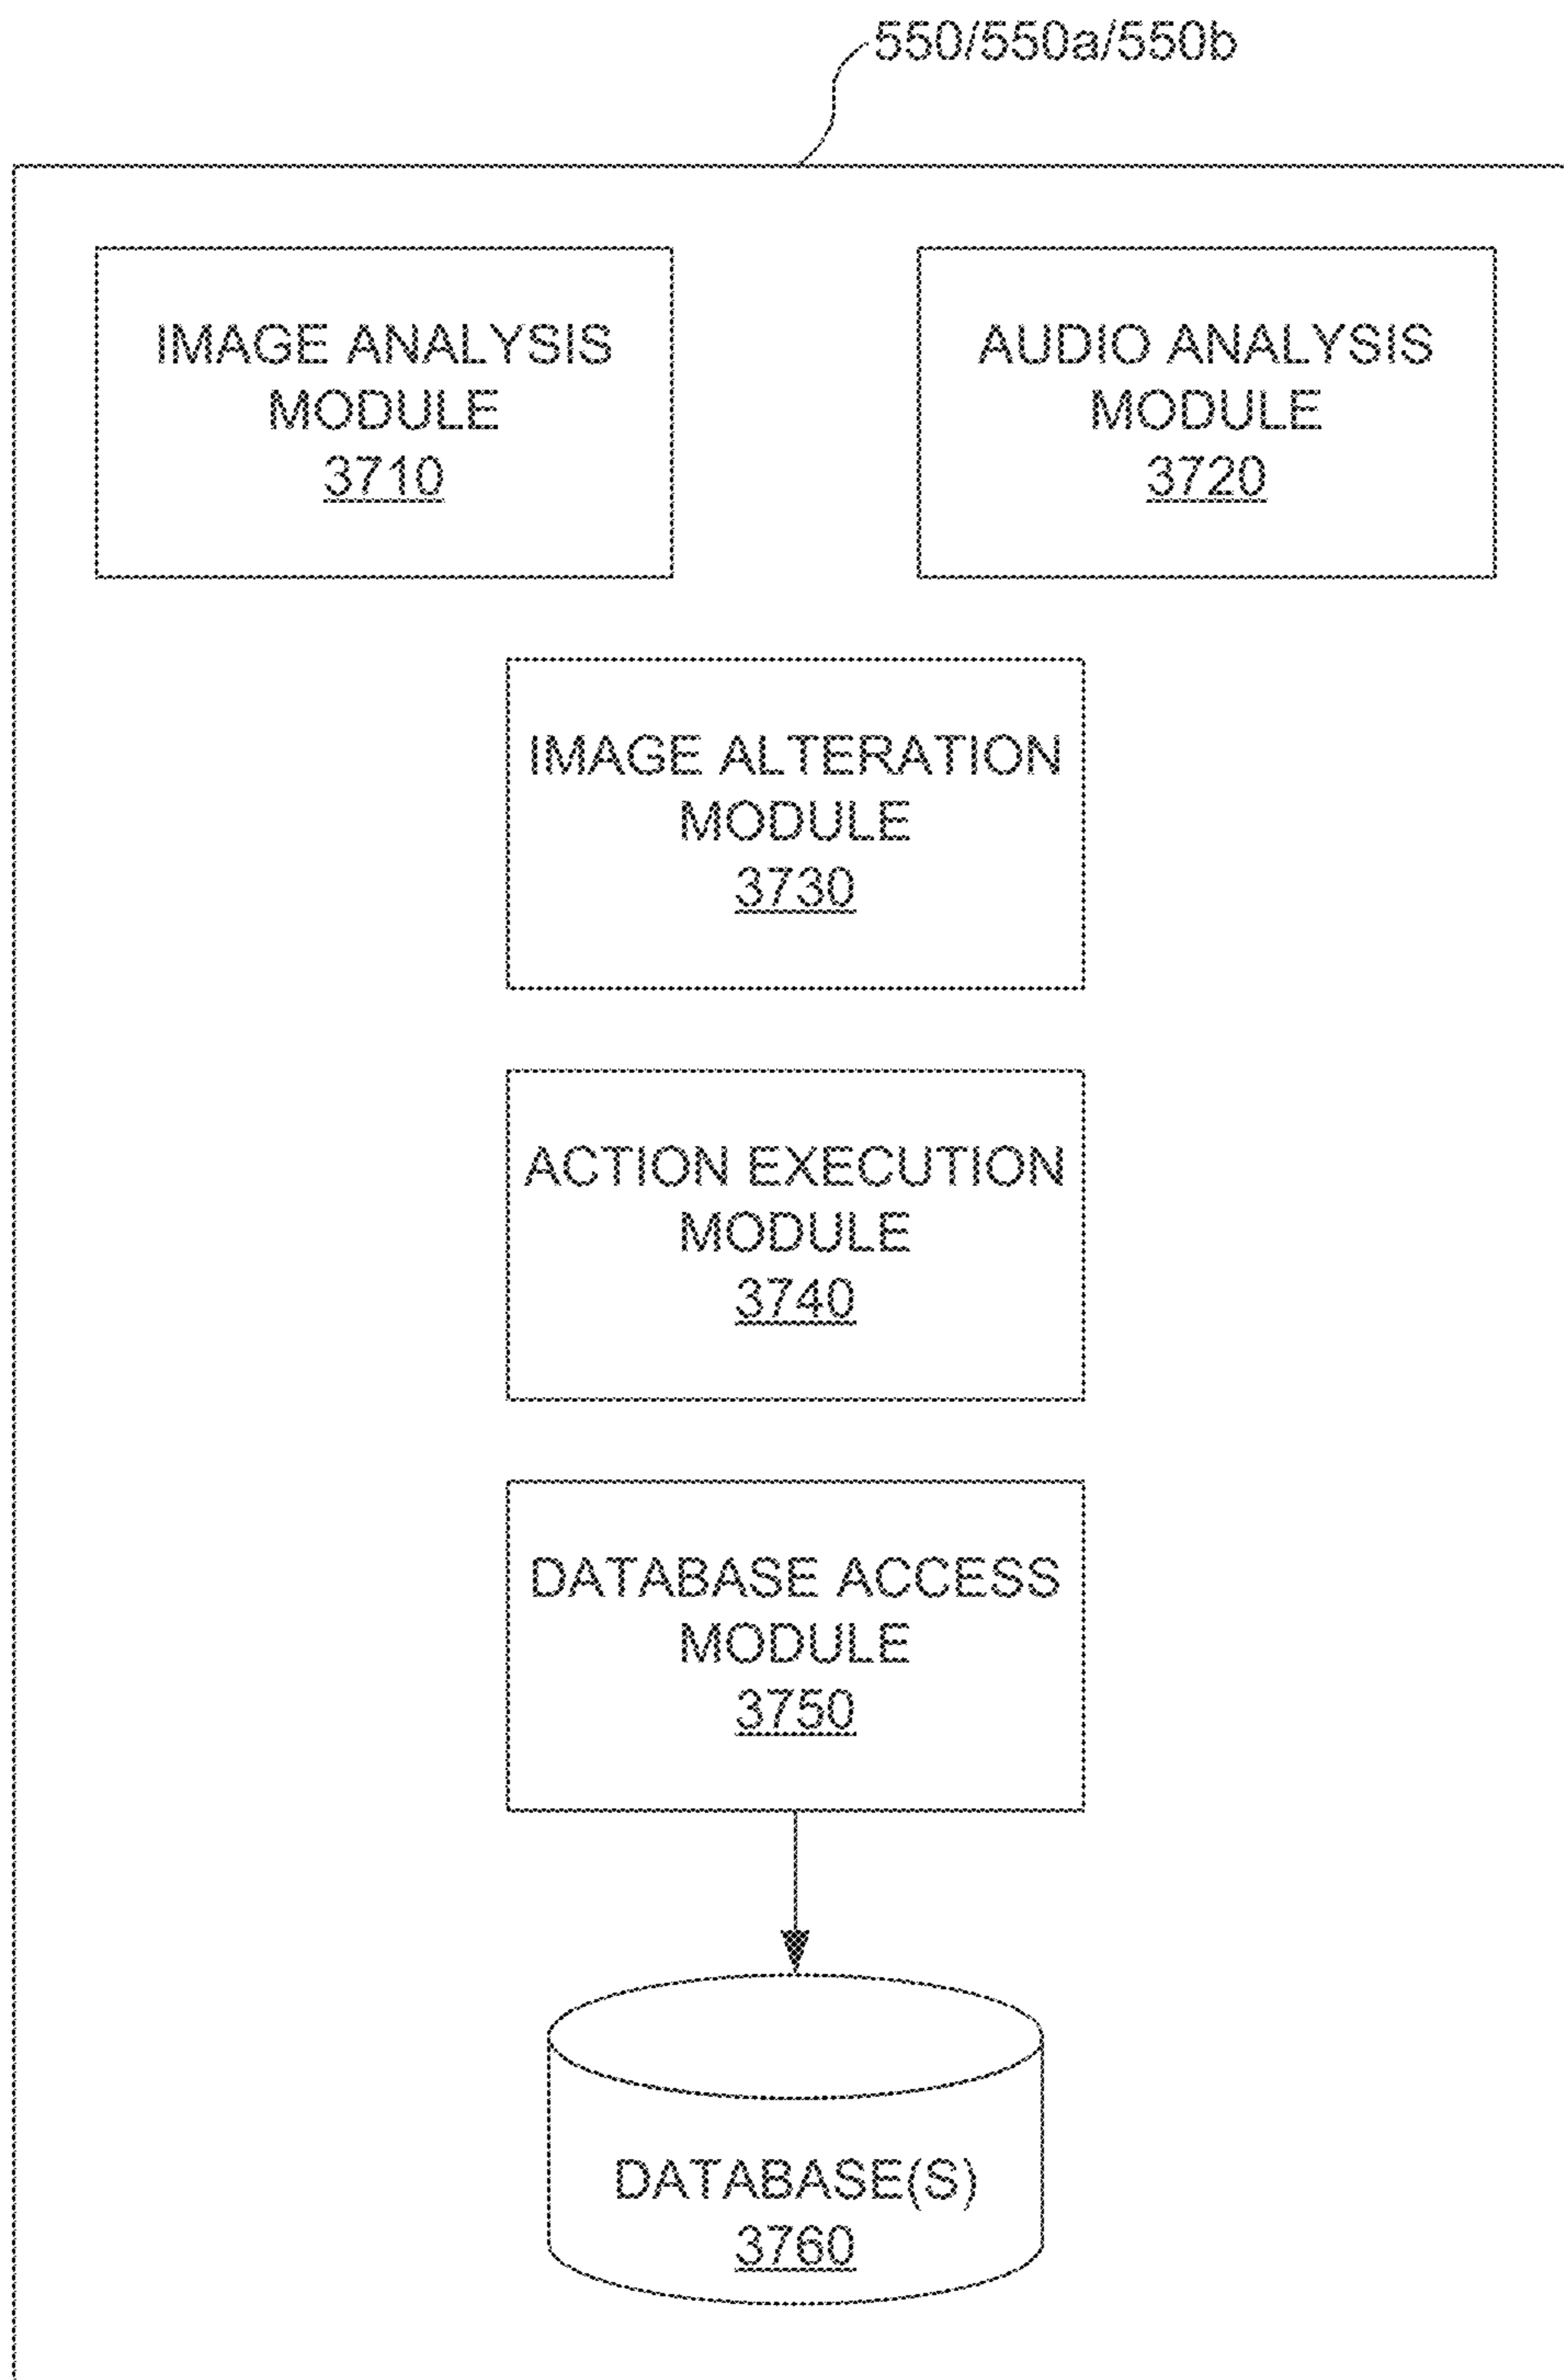 550/550a/550b
IMAGE ANALYSIS
MODULE
3710
AUDIO ANALYSIS
MODULE
3720
IMAGE ALTERATION
MODULE
3730
ACTION EXECUTION
MODULE
3740
DATABASE ACCESS
MODULE
3750
DATABASE(S)
3760